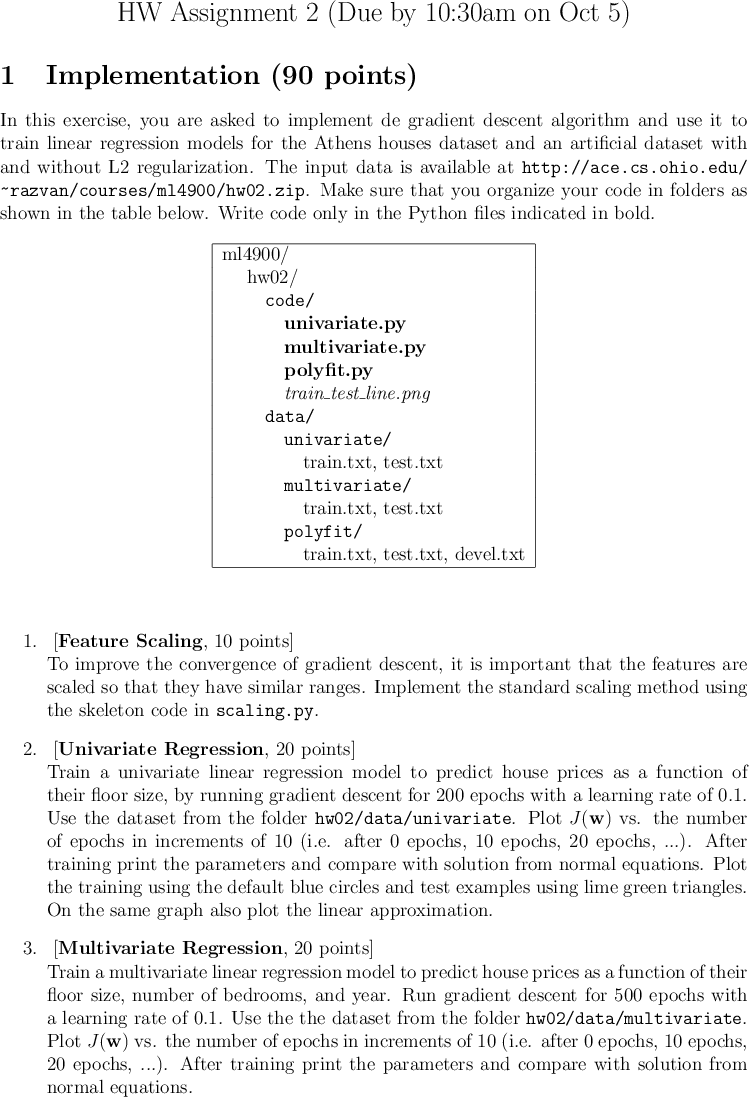 HW Assignment 2 (Due by 10:30am on Oct 5)
1 Implementation (90 points)
In this exercise, you are asked to implement de gradient descent algorithm and use it to
train linear regression models for the Athens houses dataset and an artificial dataset with
and without L2 regularization. The input data is available at http://ace.cs.ohio.edu/
~razvan/courses/ml4900/hw02.zip. Make sure that you organize your code in folders as
shown in the table below. Write code only in the Python files indicated in bold.
ml4900/
hw02/
code/
univariate.py
multivariate.py
polyfit.py
train_test_line.png
data/
univariate/
train.txt, test.txt
multivariate/
train.txt, test.txt
polyfit/
train.txt, test.txt, devel.txt
1. [Feature Scaling, 10 points]
To improve the convergence of gradient descent, it is important that the features are
scaled so that they have similar ranges. Implement the standard scaling method using
the skeleton code in scaling.py.
2. [Univariate Regression, 20 points]
Train a univariate linear regression model to predict house prices as a function of
their floor size, by running gradient descent for 200 epochs with a learning rate of 0.1.
Use the dataset from the folder hw02/data/univariate. Plot J(w) vs. the number
of epochs in increments of 10 (i.e. after 0 epochs, 10 epochs, 20 epochs, ...). After
training print the parameters and compare with solution from normal equations. Plot
the training using the default blue circles and test examples using lime green triangles.
On the same graph also plot the linear approximation.
3. [Multivariate Regression, 20 points]
Train a multivariate linear regression model to predict house prices as a function of their
floor size, number of bedrooms, and year. Run gradient descent for 500 epochs with
a learning rate of 0.1. Use the the dataset from the folder hw02/data/multivariate.
Plot J(w) vs. the number of epochs in increments of 10 (i.e. after 0 epochs, 10 epochs,
20 epochs, ...). After training print the parameters and compare with solution from
normal equations.